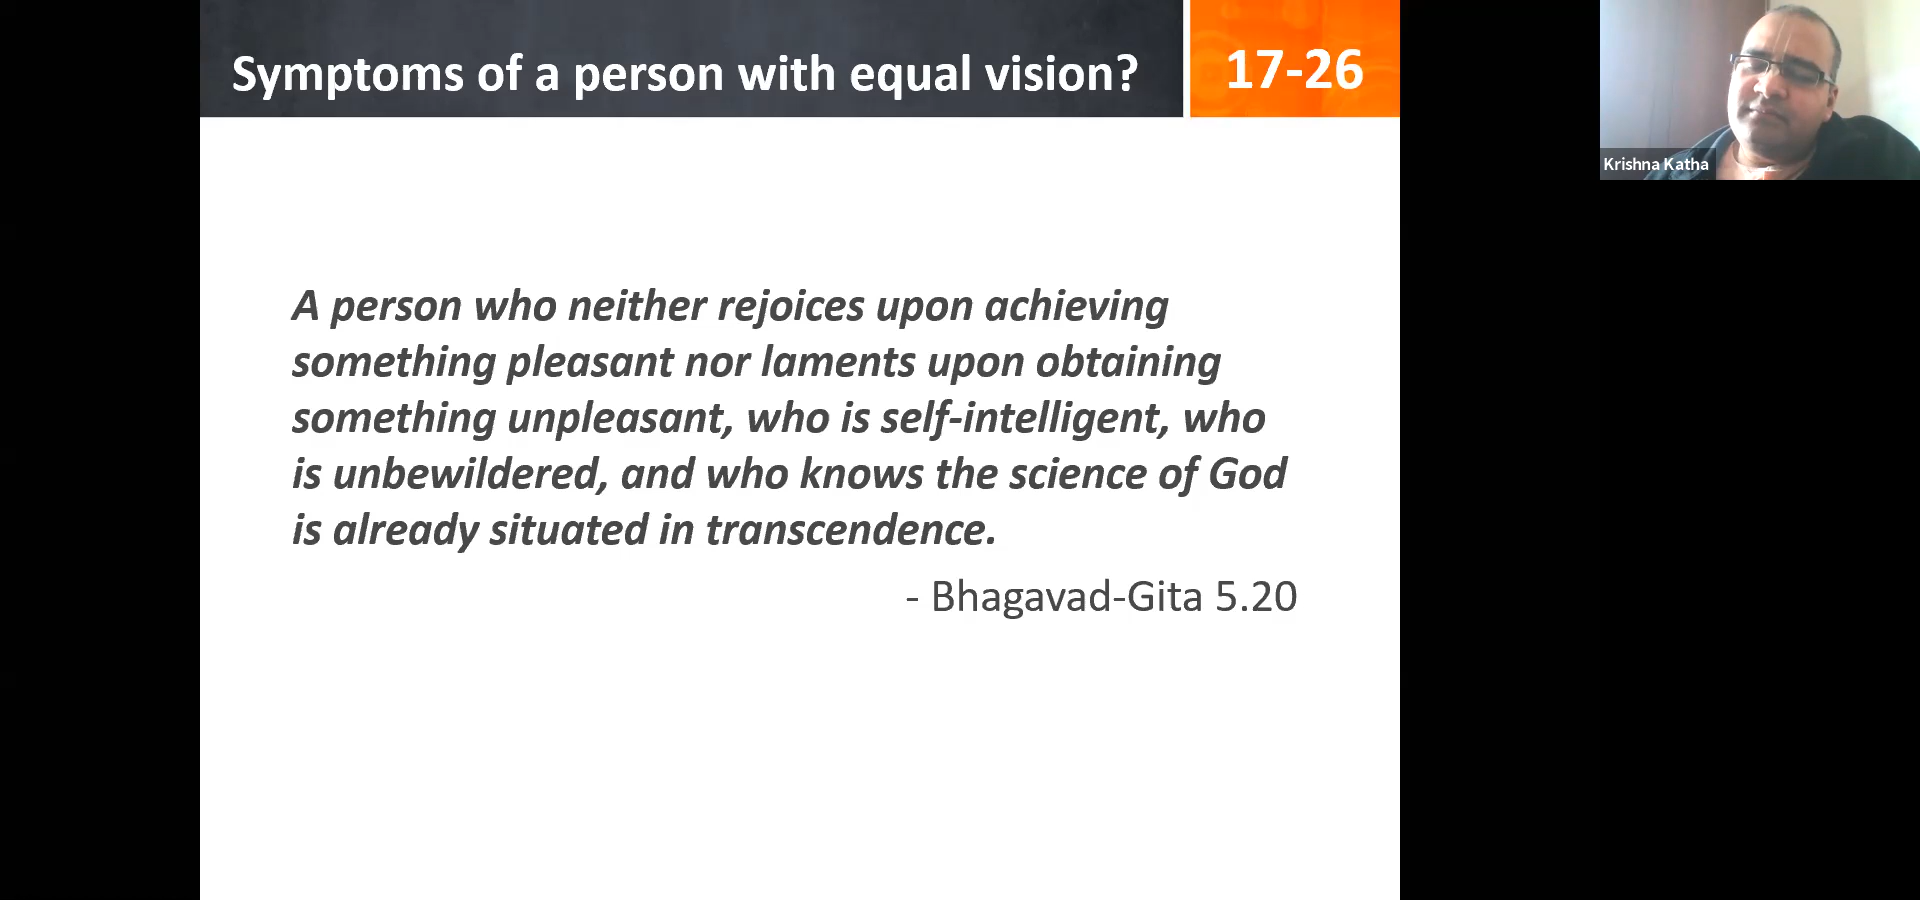 Symptoms of a person with equal vision?
17-26
Krishna Katha
A person who neither rejoices upon achieving
something pleasant nor laments upon obtaining
something unpleasant, who is self-intelligent, who
is unbewildered, and who knows the science of God
is already situated in transcendence.
- Bhagavad-Gita 5.20